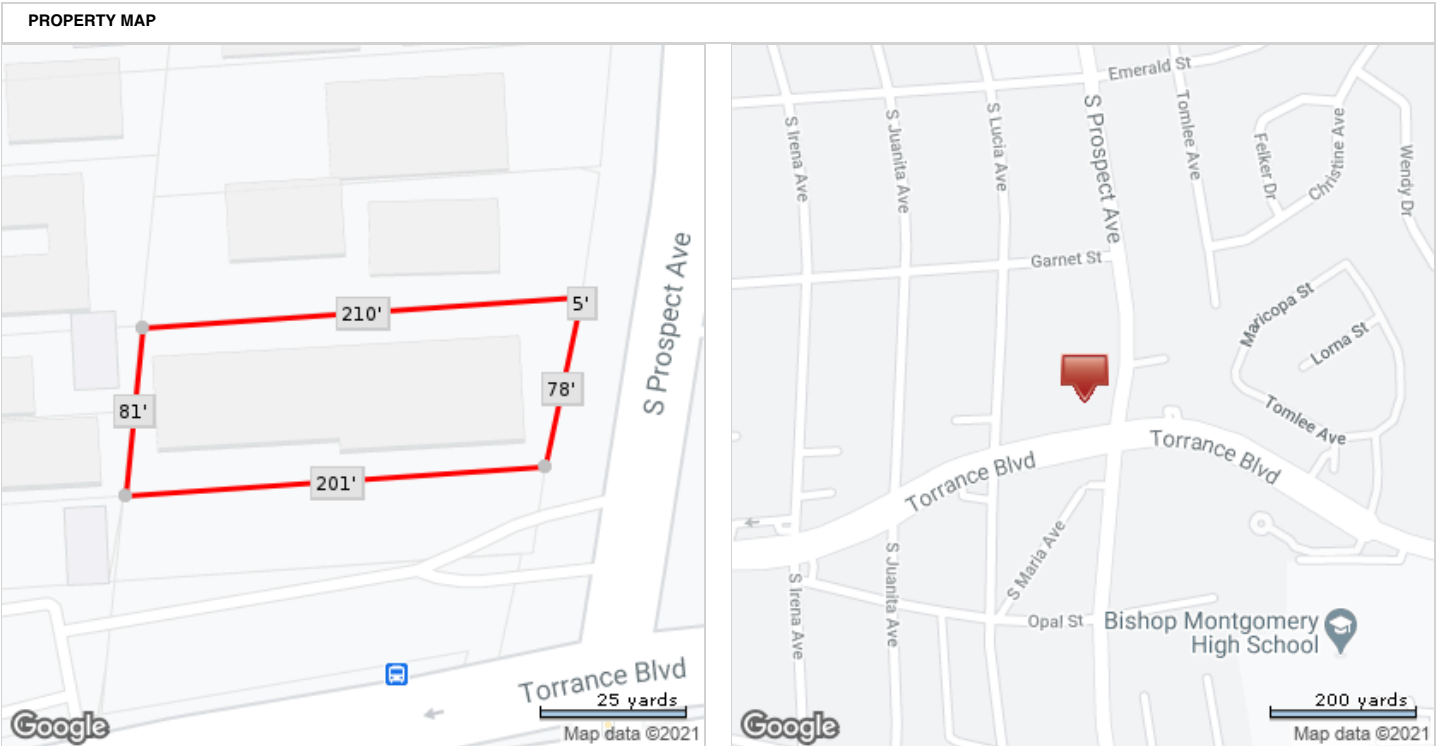 PROPERTY MAP
210'
5'
78'
81'
201'
S Prospect Ave
Torrance Blvd
25 yards
Google
Map data ©2021
Emerald St
S Irena Ave
S Juanita Ave
S Lucia Ave
S Prospect Ave
Tomlee Ave
Felker Dr
Christine Ave
Wendy Dr
Garnet St
Maricopa St
Lorna St
Tomlee Ave
Torrance Blvd
Torrance Blvd
S Maria Ave
S Irena Ave
S Juanita Ave
Opal St
Bishop Montgomery
High School
200 yards
Google
Map data ©2021